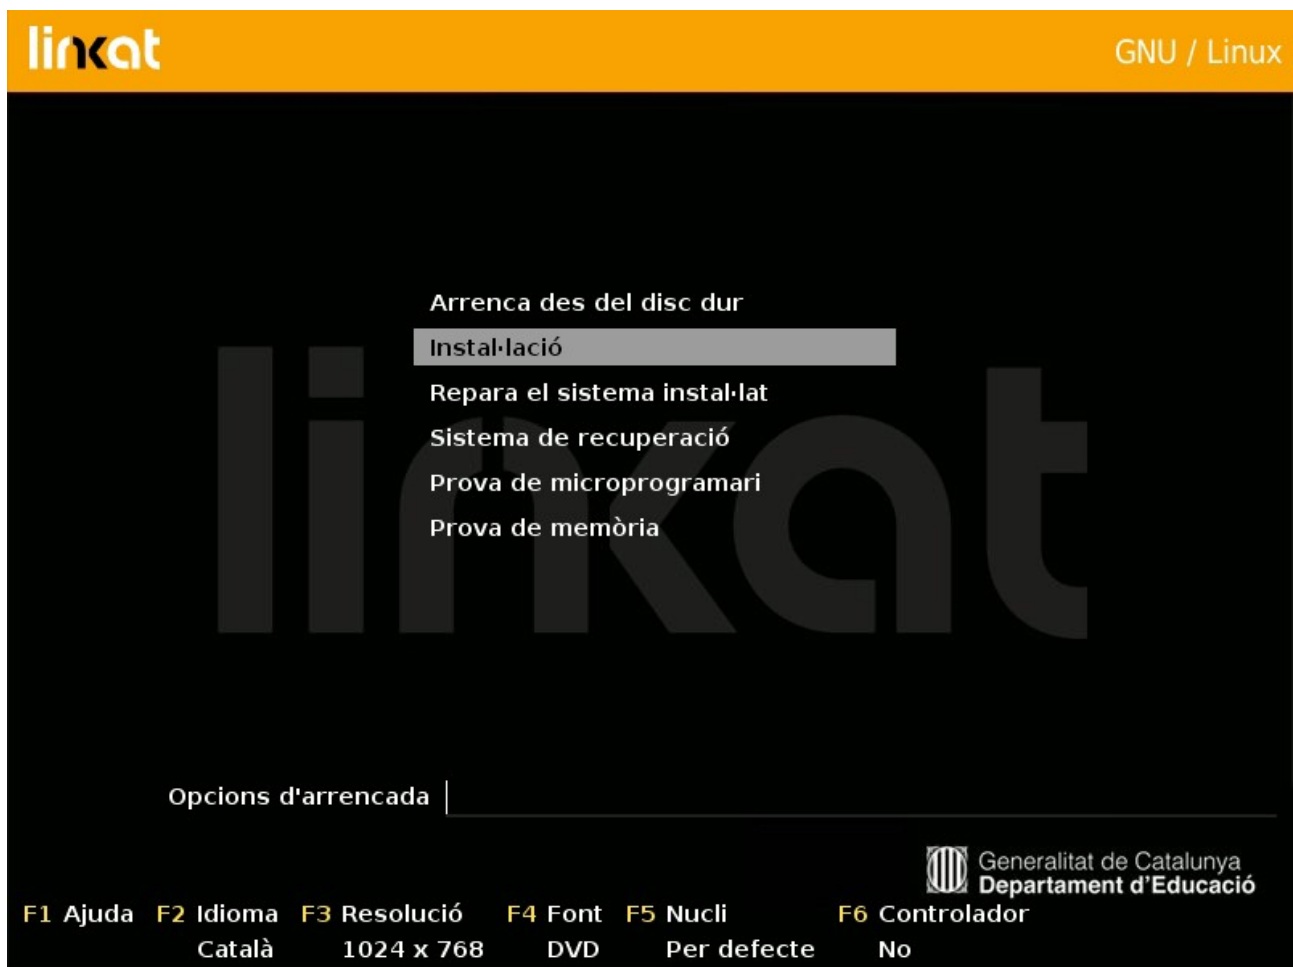 linkat
GNU / Linux
Arrenca des del disc dur
Instal·lació
Repara el sistema instal·lat
Sistema de recuperació
Prova de microprogramari
Prova de memòria
linkat
Opcions d'arrencada
Generalitat de Catalunya
Departament d'Educació
F1 Ajuda F2 Idioma F3 Resolució F4 Font F5 Nucli F6 Controlador
Català 1024 x 768 DVD Per defecte No